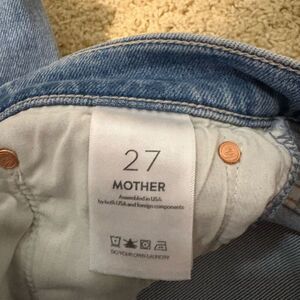 27
MOTHER
Assembled in USA
by both USA and foreign components
DO YOUR OWN LAUNDRY